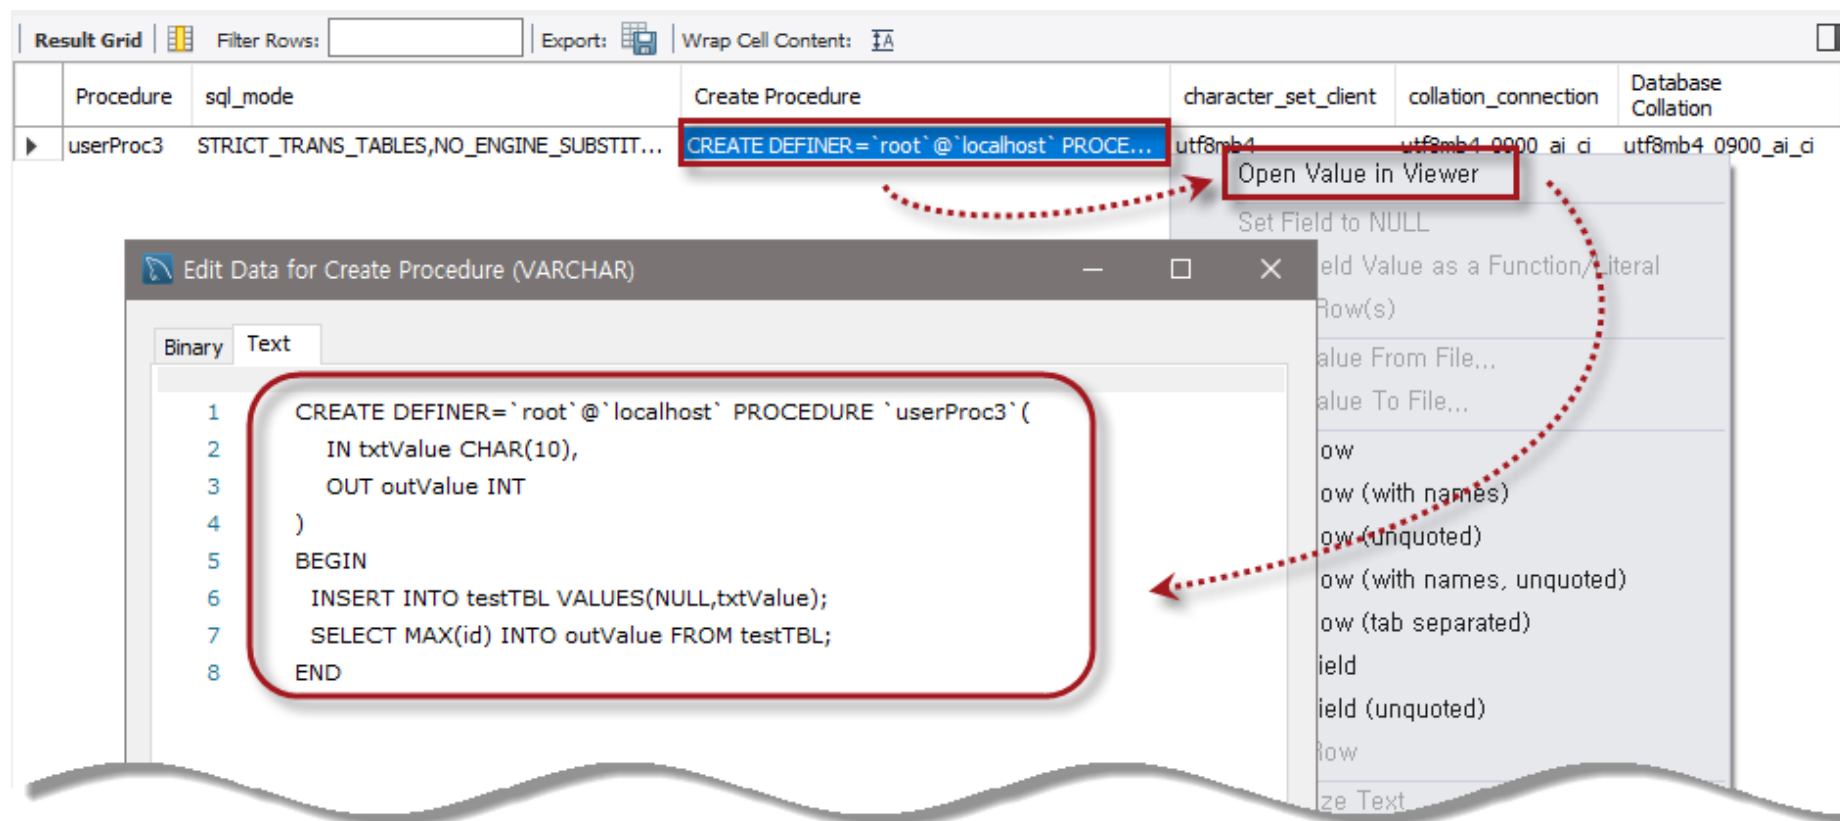 Result Grid Filter Rows: Export: Wrap Cell Content: IA
Procedure sql_mode Create Procedure character_set_client collation_connection Database Collation
userProc3 STRICT_TRANS_TABLES,NO_ENGINE_SUBSTIT... CREATE DEFINER=`root`@`localhost` PROCE... utf8mb4 utf8mb4_0900_ai_ci utf8mb4_0900_ai_ci
Open Value in Viewer
Set Field to NULL
Edit Data for Create Procedure (VARCHAR)
eld Value as a Function/Literal
Row(s)
Binary Text
alue From File...
alue To File...
1 CREATE DEFINER=`root`@`localhost` PROCEDURE `userProc3`(
2 IN txtValue CHAR(10),
3 OUT outValue INT
4 )
5 BEGIN
6 INSERT INTO testTBL VALUES(NULL,txtValue);
7 SELECT MAX(id) INTO outValue FROM testTBL;
8 END
ow
ow (with names)
ow (unquoted)
ow (with names, unquoted)
ow (tab separated)
ield
ield (unquoted)
Row
ze Text